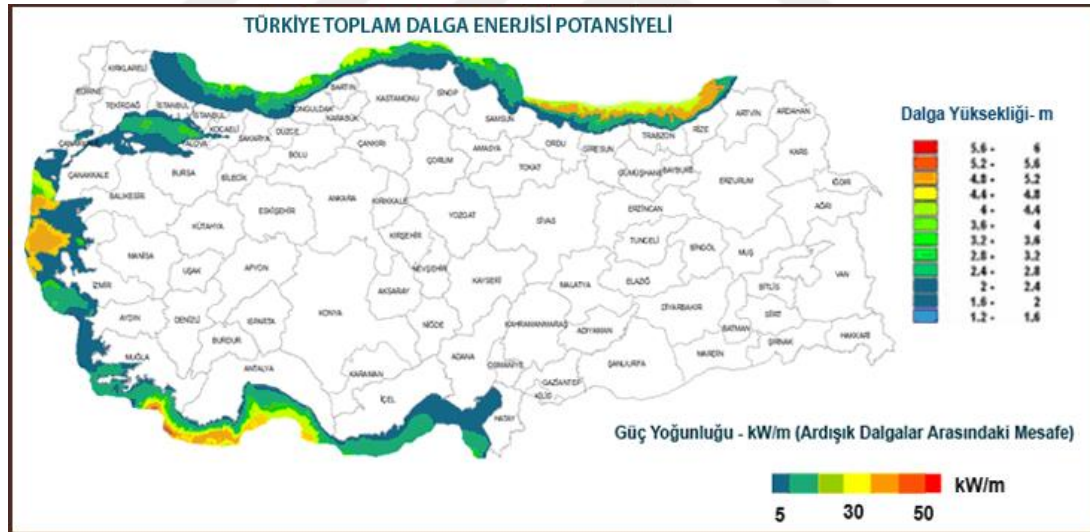 TÜRKİYE TOPLAM DALGA ENERJİSİ POTANSİYELİ
KIRKLARELİ
EDİRNE
TEKİRDAĞ
İSTANBUL
İSTANBUL
KOCAELİ
YALOVA
SAKARYA
DÜZCE
ZONGULDAK
BARTIN
KARABÜK
KASTAMONU
SİNOP
SAMSUN
ORDU
GİRESUN
TRABZON
RİZE
ARTVİN
ARDAHAN
KARS
ÇANAKKALE
ÇANAKKALE
BALIKESİR
BURSA
BİLECİK
BOLU
ÇANKIRI
ÇORUM
AMASYA
TOKAT
GÜMÜŞHANE
BAYBURT
ERZURUM
IĞDIR
AĞRI
ESKİŞEHİR
ANKARA
KIRIKKALE
YOZGAT
SİVAS
ERZİNCAN
TUNCELİ
BİNGÖL
MUŞ
KÜTAHYA
MANİSA
UŞAK
AFYON
KIRŞEHİR
NEVŞEHİR
KAYSERİ
MALATYA
ELAZIĞ
BİTLİS
VAN
İZMİR
AYDIN
DENİZLİ
ISPARTA
KONYA
AKSARAY
NİĞDE
KAHRAMANMARAŞ
ADIYAMAN
DİYARBAKIR
BATMAN
SİİRT
ŞIRNAK
HAKKARİ
MUĞLA
BURDUR
ANTALYA
KARAMAN
İÇEL
ADANA
OSMANİYE
GAZİANTEP
KİLİS
HATAY
ŞANLIURFA
MARDİN
Dalga Yüksekliği- m
5.6 - 6
5.2 - 5.6
4.8 - 5.2
4.4 - 4.8
4 - 4.4
3.6 - 4
3.2 - 3.6
2.8 - 3.2
2.4 - 2.8
2 - 2.4
1.6 - 2
1.2 - 1.6
Güç Yoğunluğu - kW/m (Ardışık Dalgalar Arasındaki Mesafe)
kW/m
5 30 50